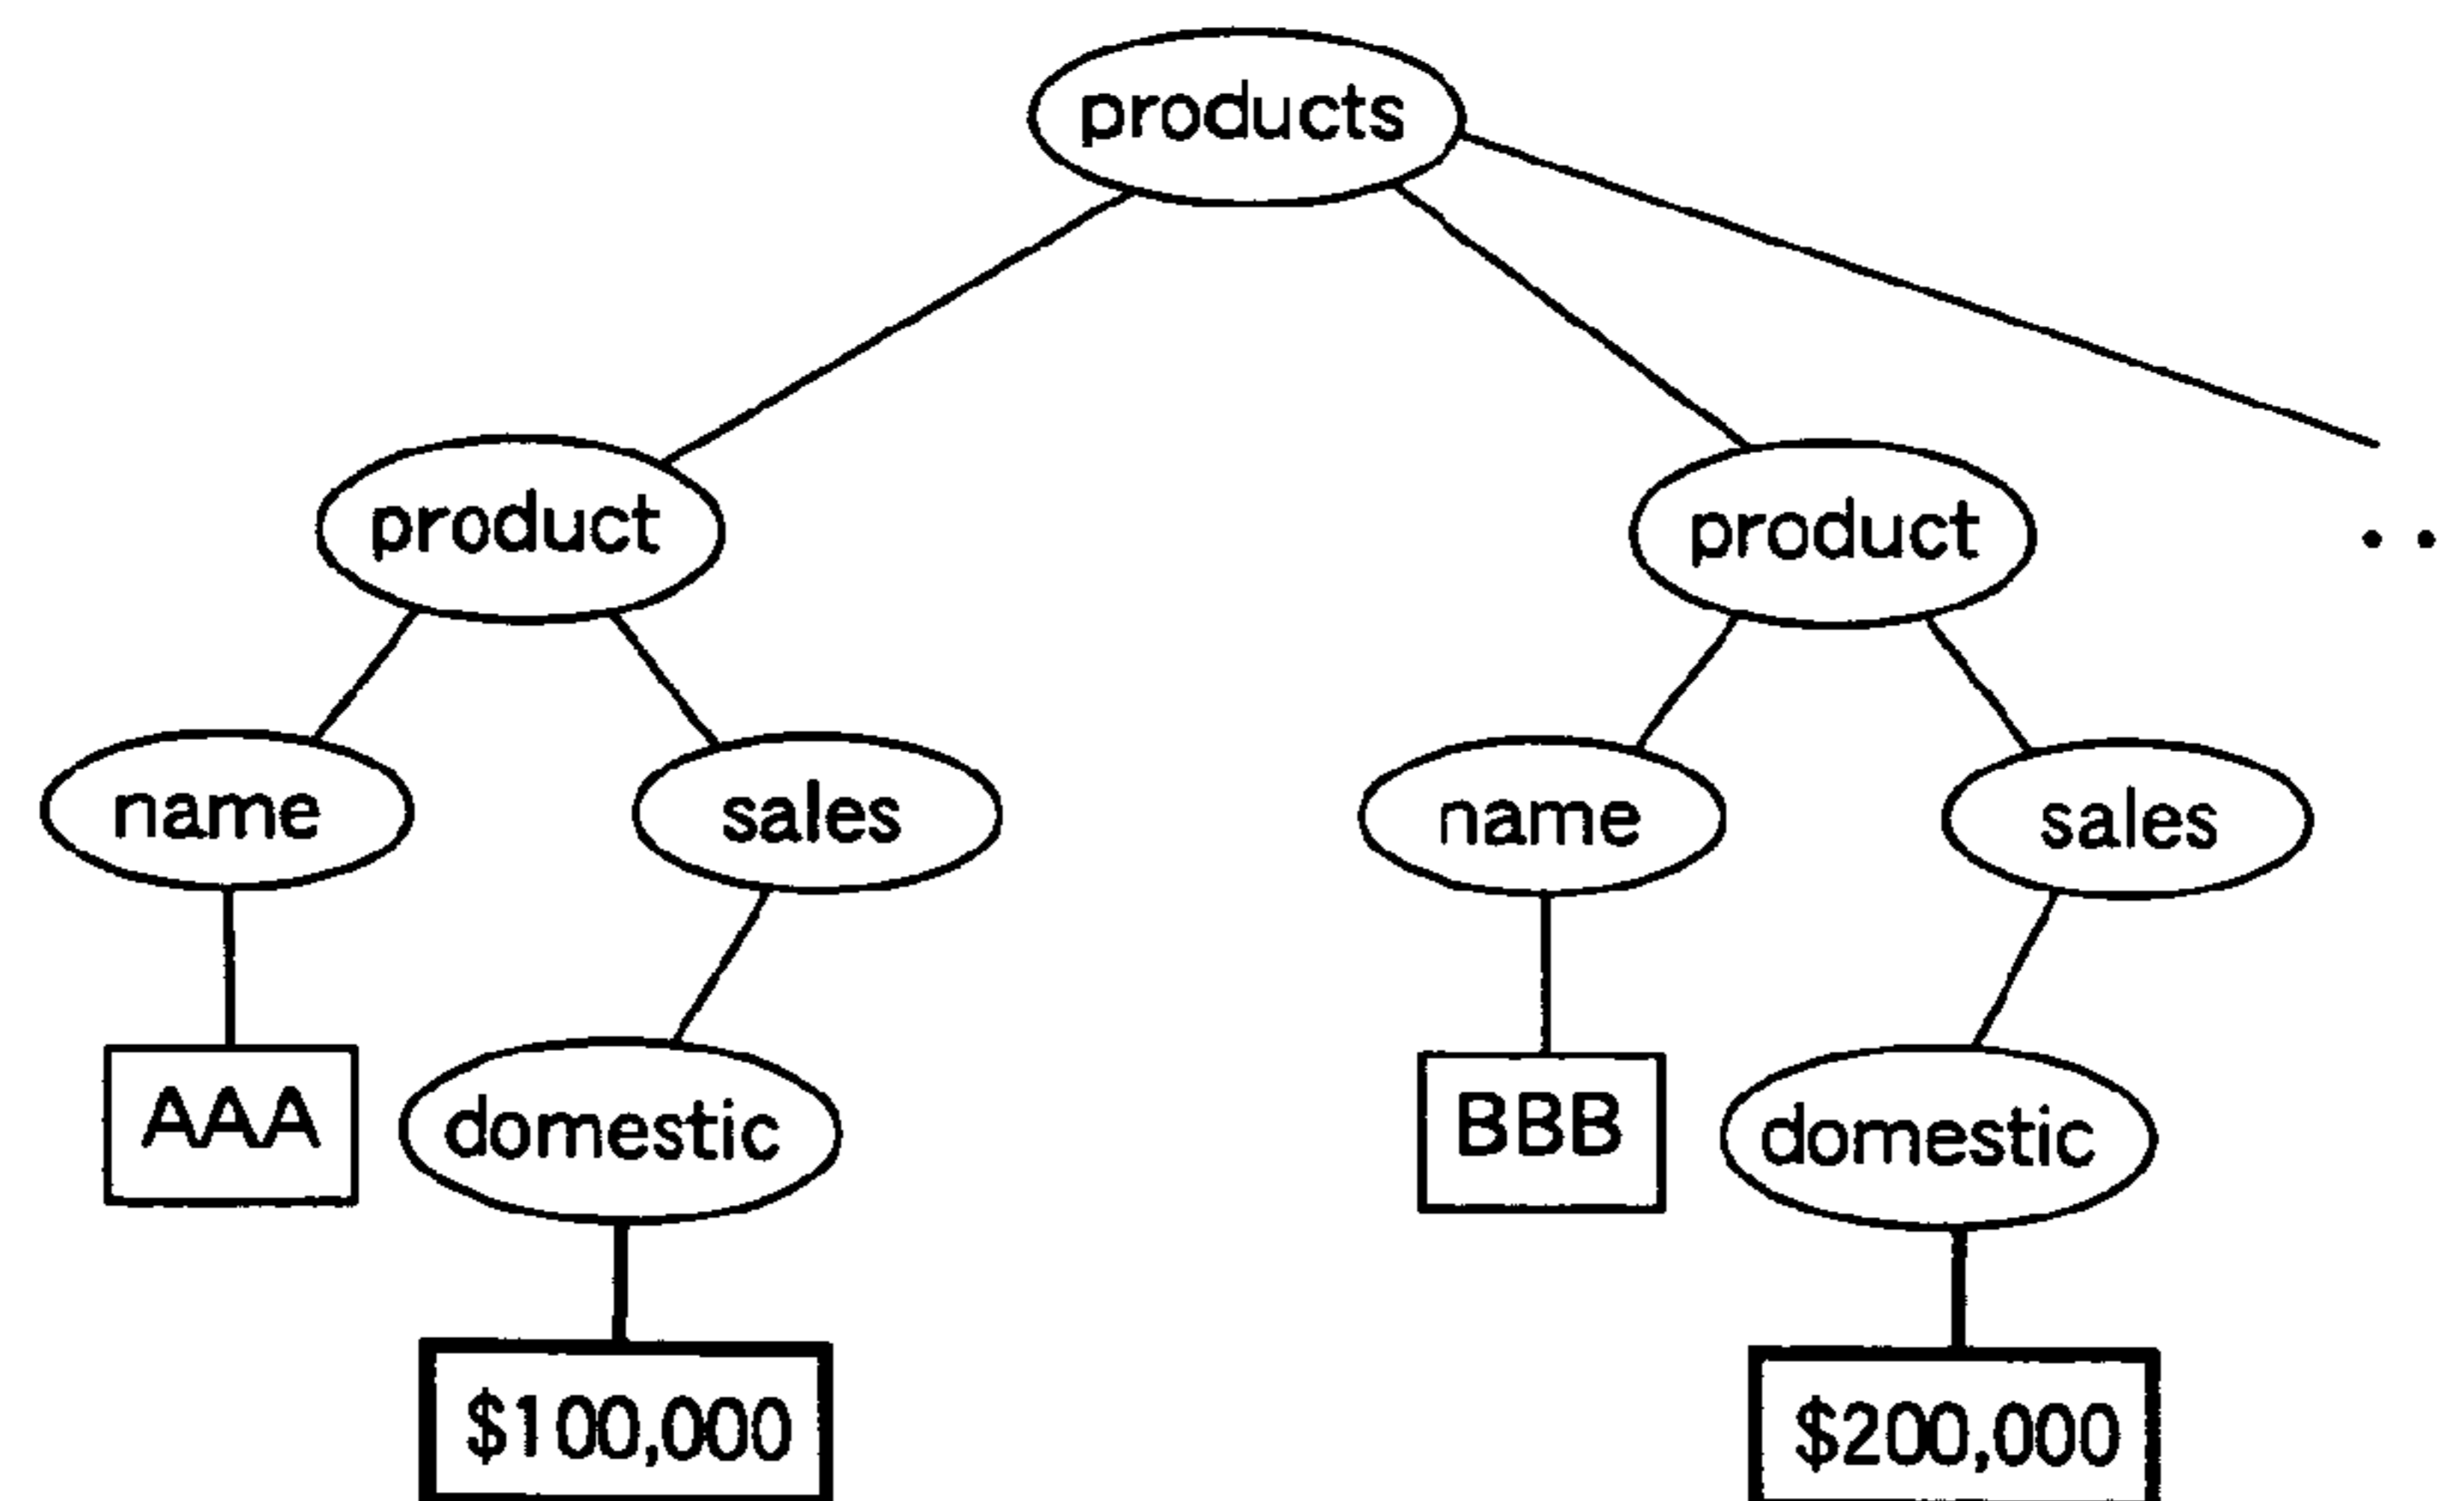 products
product product ..
name sales name sales
AAA domestic BBB domestic
$100,000 $200,000